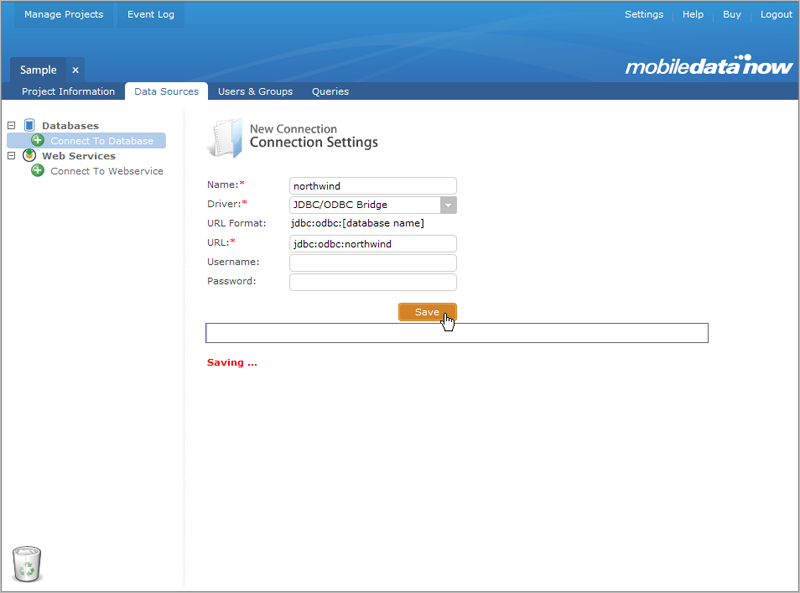 Manage Projects Event Log Settings Help Buy Logout
Sample x
mobiledatanow
Project Information Data Sources Users & Groups Queries
Databases
Connect To Database
Web Services
Connect To Webservice
New Connection
Connection Settings
Name:* northwind
Driver:* JDBC/ODBC Bridge
URL Format: jdbc:odbc:[database name]
URL:* jdbc:odbc:northwind
Username:
Password:
Save
Saving ...